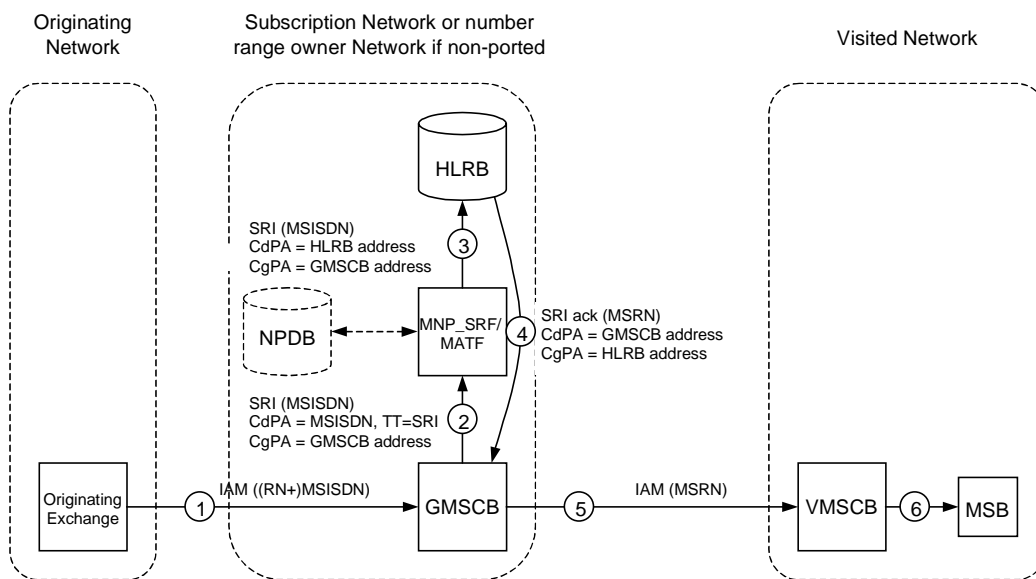 Originating
Network
Subscription Network or number
range owner Network if non-ported
Visited Network
HLRB
SRI (MSISDN)
CdPA = HLRB address
CgPA = GMSCB address
3
NPDB
MNP_SRF/
MATF
4
SRI ack (MSRN)
CdPA = GMSCB address
CgPA = HLRB address
SRI (MSISDN)
CdPA = MSISDN, TT=SRI
CgPA = GMSCB address
2
Originating
Exchange
1
IAM ((RN+)MSISDN)
GMSCB
5
IAM (MSRN)
VMSCB
6
MSB